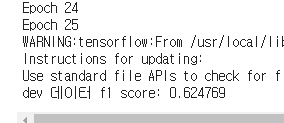 Epoch 24
Epoch 25
WARNING:tensorflow:From /usr/local/lib
Instructions for updating:
Use standard file APIs to check for f
dev 데이터 f1 score: 0.624769